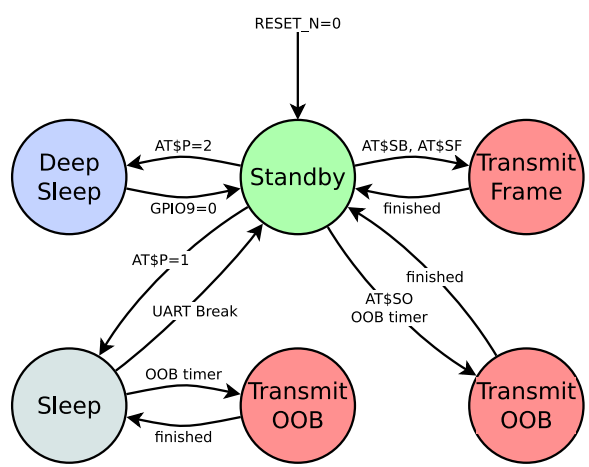 RESET_N=0
AT$P=2
AT$SB, AT$SF
Deep
Sleep
Standby
Transmit
Frame
GPIO9=0
finished
AT$P=1
finished
AT$SO
OOB timer
UART Break
OOB timer
Sleep
Transmit
OOB
Transmit
OOB
finished